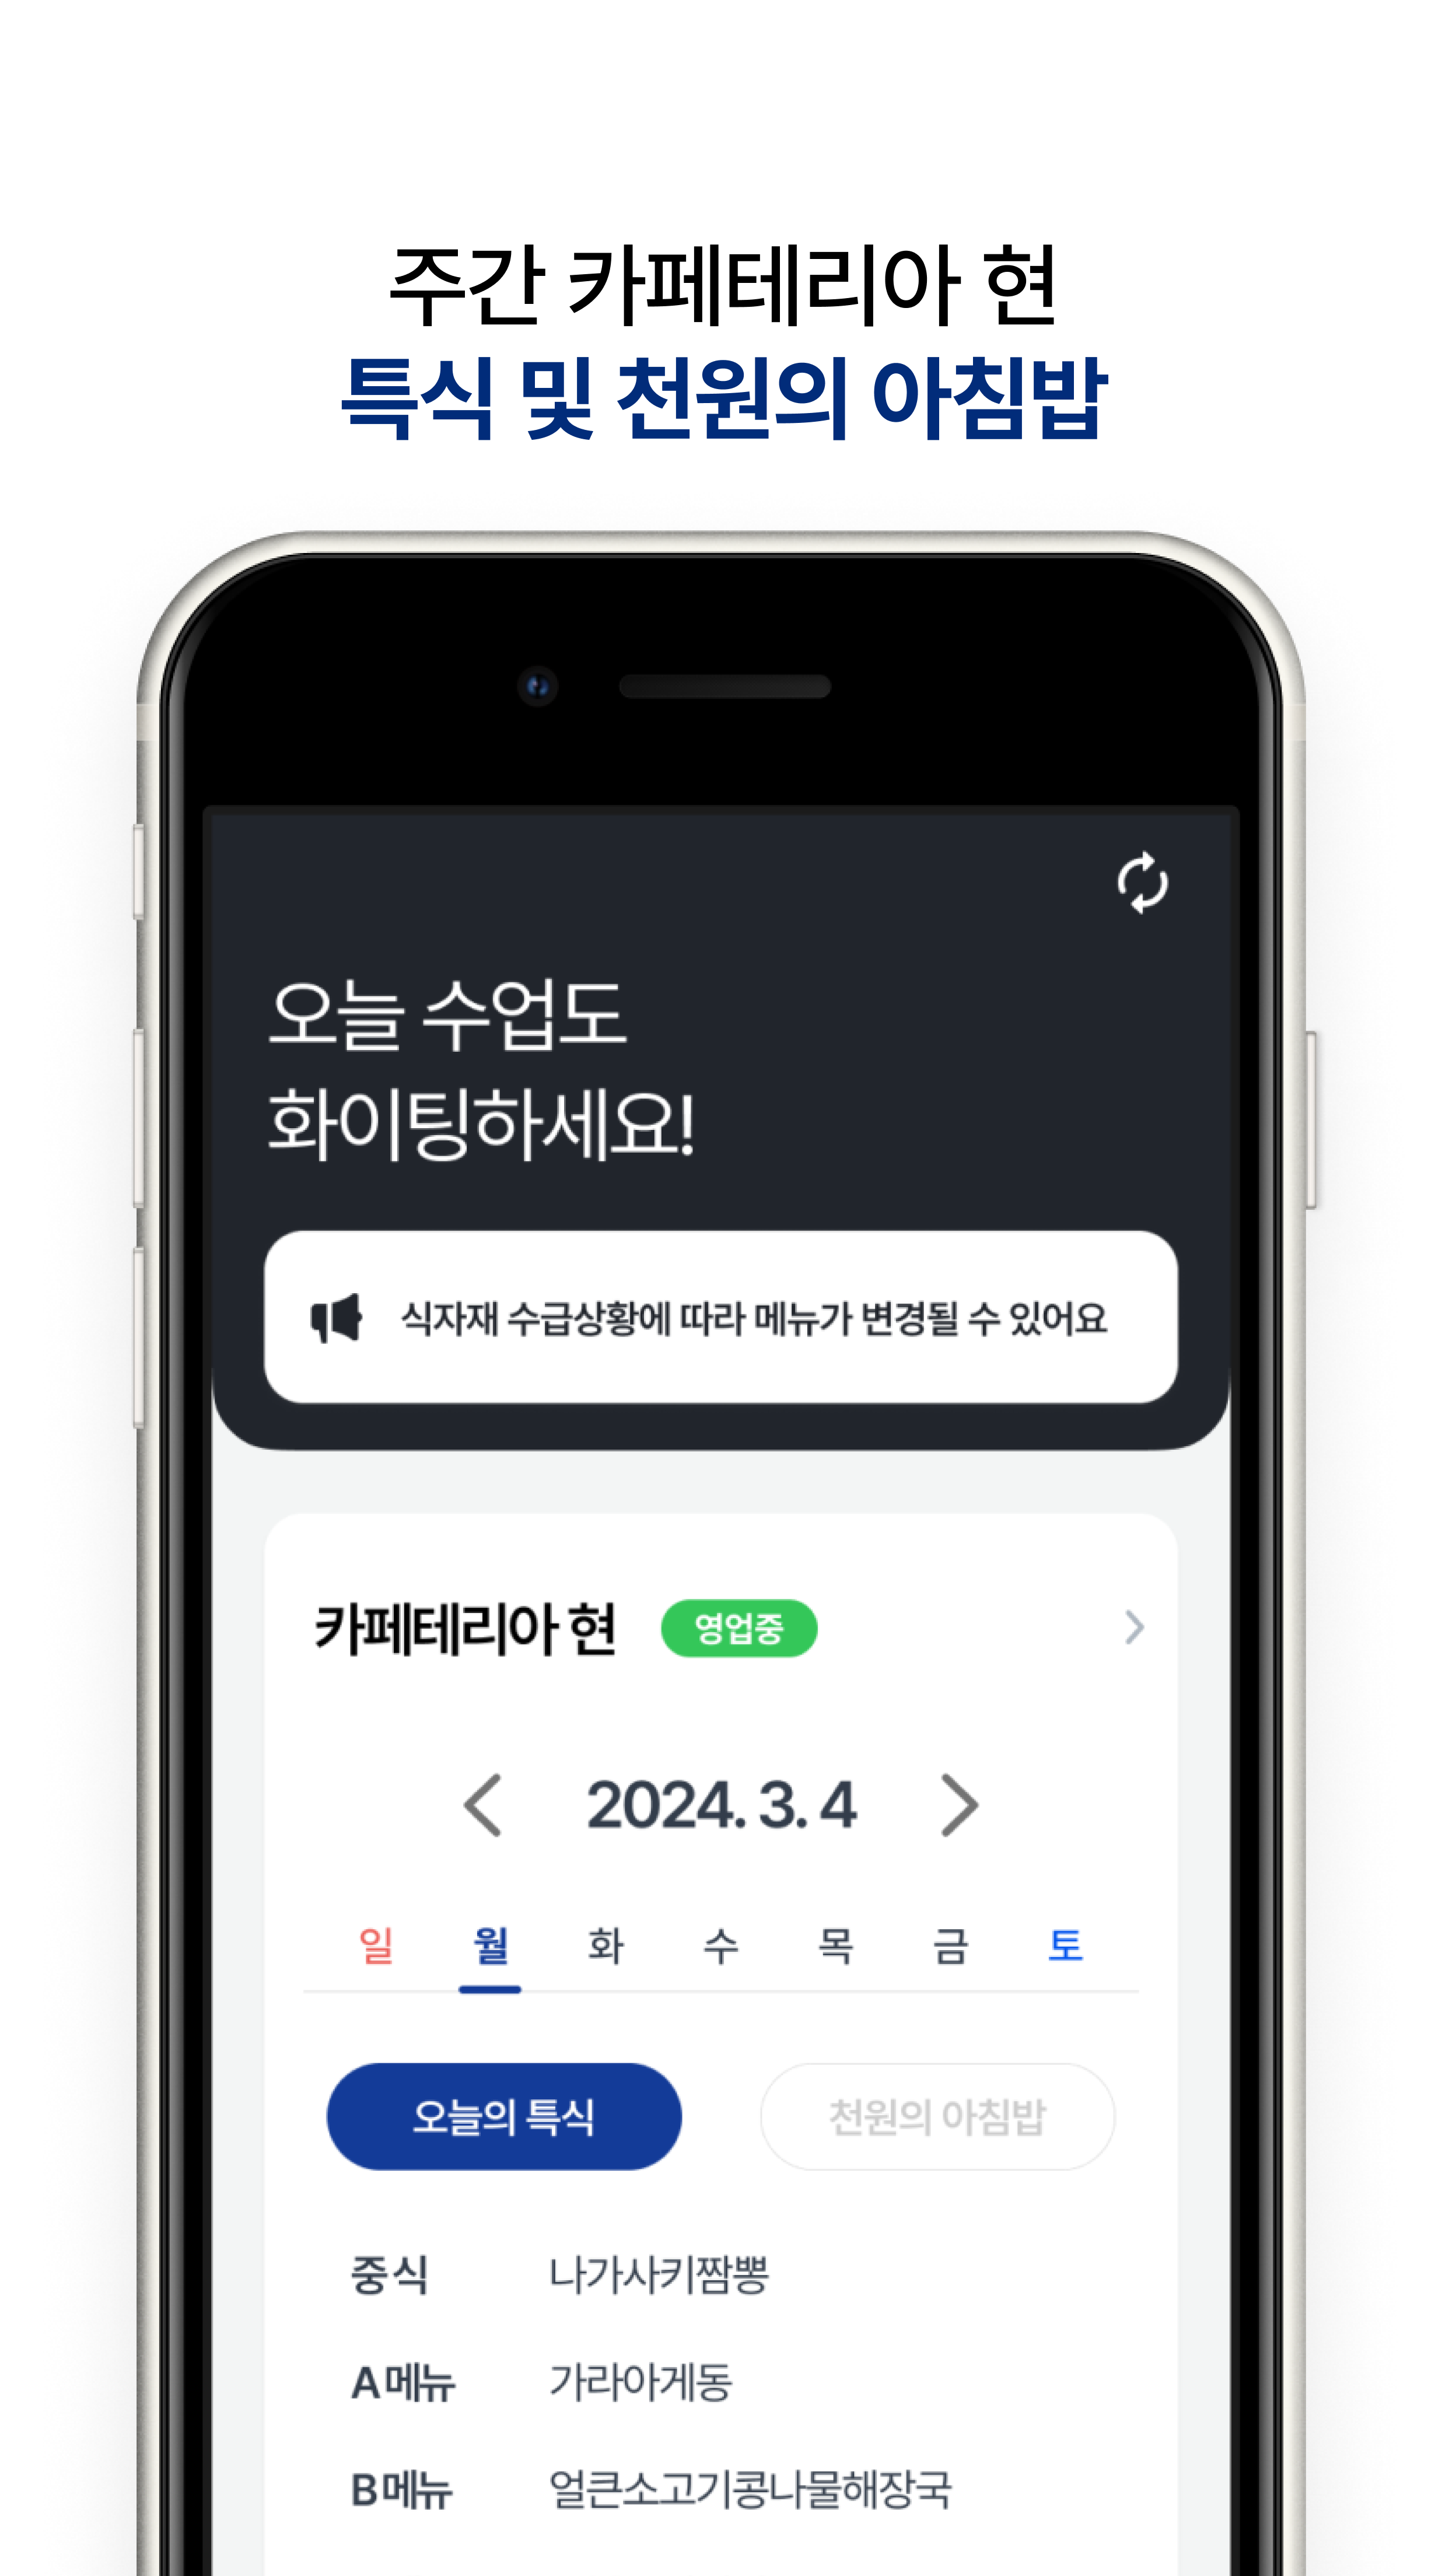 주간 카페테리아 현
특식 및 천원의 아침밥
오늘 수업도
화이팅하세요!
식자재 수급상황에 따라 메뉴가 변경될 수 있어요
카페테리아 현 영업중
2024. 3. 4
일 월 화 수 목 금 토
오늘의 특식 천원의 아침밥
중식 나가사키짬뽕
A 메뉴 가라아게동
B 메뉴 얼큰소고기콩나물해장국